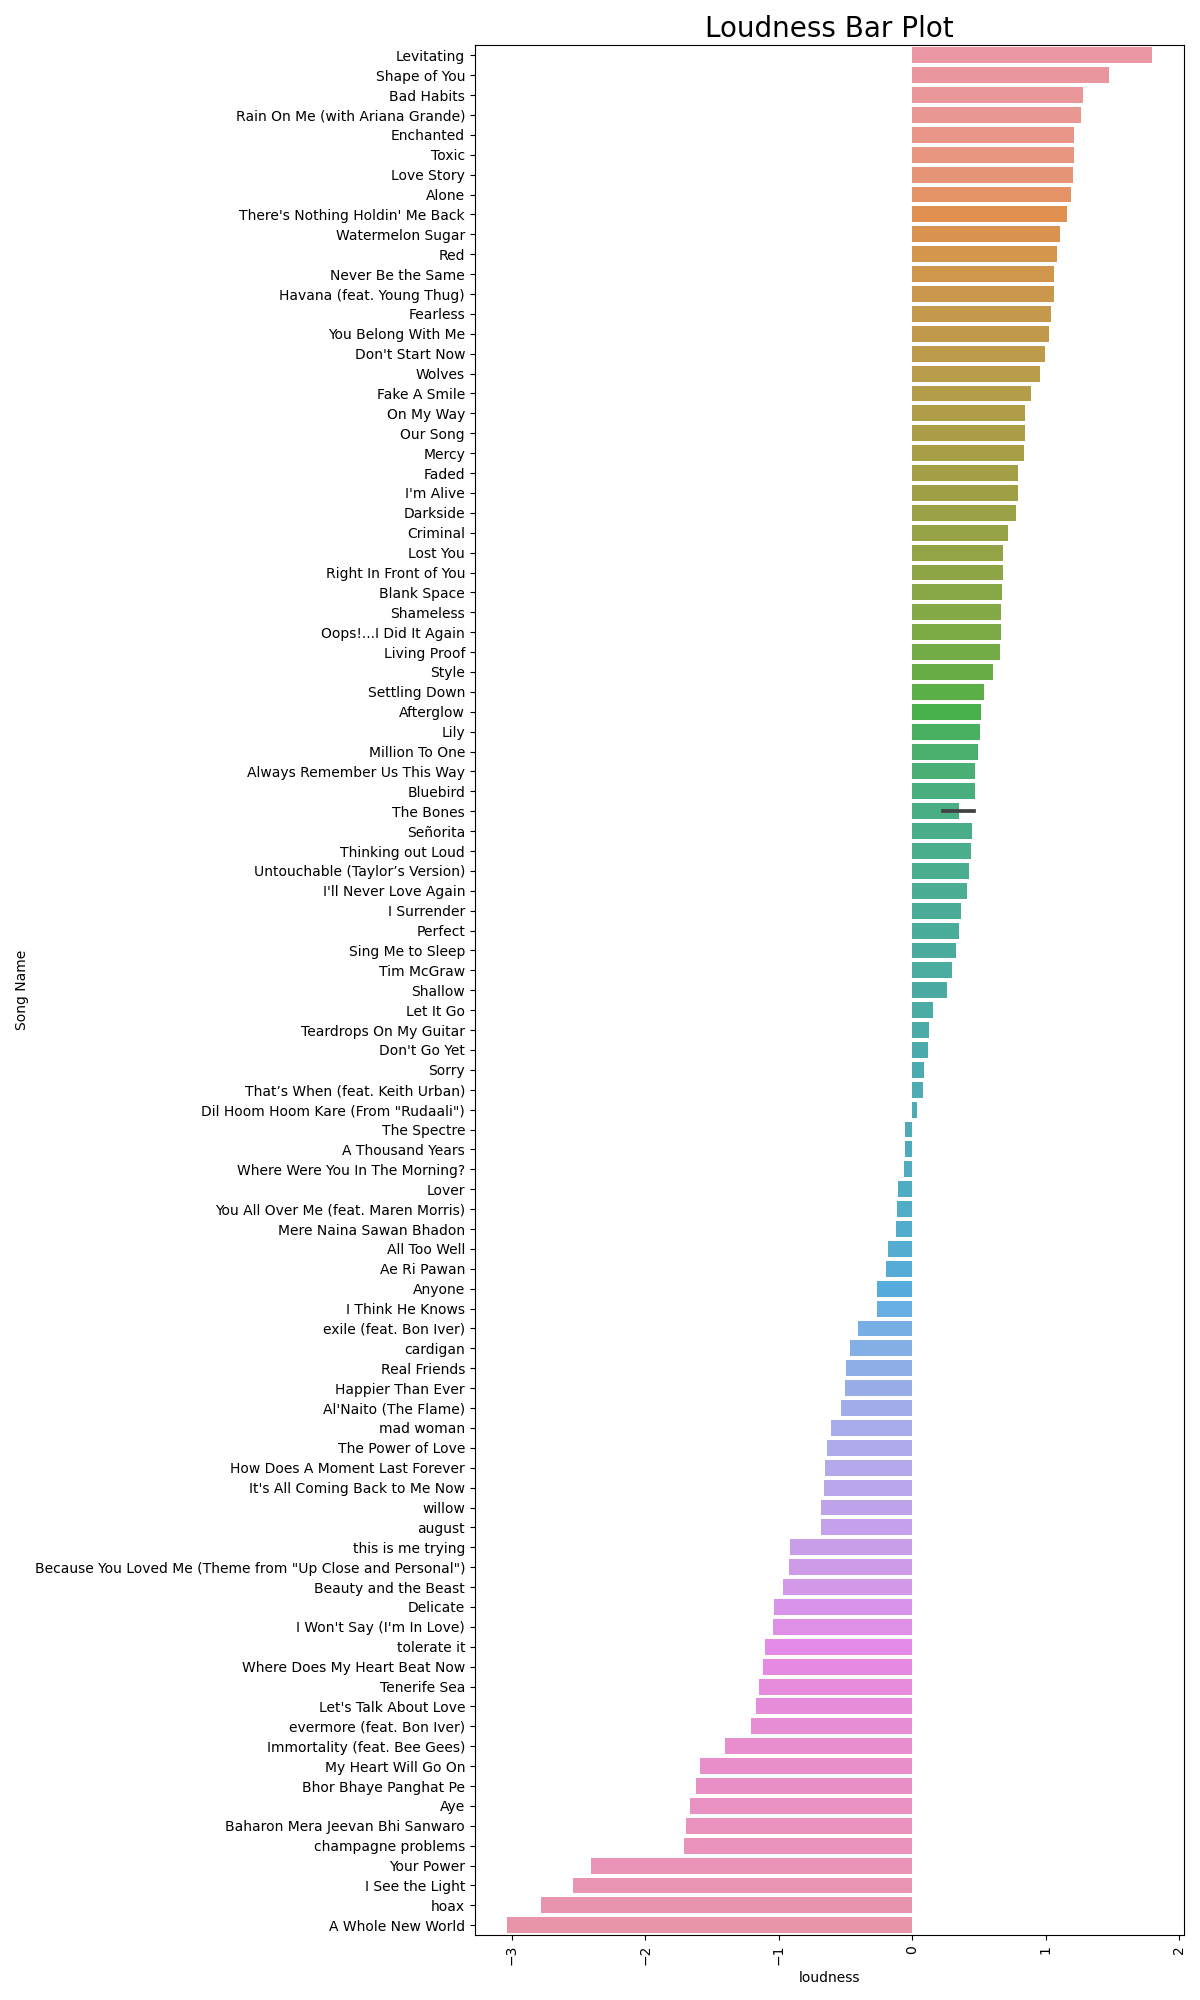 Loudness Bar Plot
Levitating
Shape of You
Bad Habits
Rain On Me (with Ariana Grande)
Enchanted
Toxic
Love Story
Alone
There's Nothing Holdin' Me Back
Watermelon Sugar
Red
Never Be the Same
Havana (feat. Young Thug)
Fearless
You Belong With Me
Don't Start Now
Wolves
Fake A Smile
On My Way
Our Song
Mercy
Faded
I'm Alive
Darkside
Criminal
Lost You
Right In Front of You
Blank Space
Shameless
Oops!...I Did It Again
Living Proof
Style
Settling Down
Afterglow
Lily
Million To One
Always Remember Us This Way
Bluebird
The Bones
Señorita
Thinking out Loud
Untouchable (Taylor’s Version)
I'll Never Love Again
I Surrender
Perfect
Sing Me to Sleep
Tim McGraw
Shallow
Let It Go
Teardrops On My Guitar
Don't Go Yet
Sorry
That’s When (feat. Keith Urban)
Dil Hoom Hoom Kare (From "Rudaali")
The Spectre
A Thousand Years
Where Were You In The Morning?
Lover
You All Over Me (feat. Maren Morris)
Mere Naina Sawan Bhadon
All Too Well
Ae Ri Pawan
Anyone
I Think He Knows
exile (feat. Bon Iver)
cardigan
Real Friends
Happier Than Ever
Al'Naito (The Flame)
mad woman
The Power of Love
How Does A Moment Last Forever
It's All Coming Back to Me Now
willow
august
this is me trying
Because You Loved Me (Theme from "Up Close and Personal")
Beauty and the Beast
Delicate
I Won't Say (I'm In Love)
tolerate it
Where Does My Heart Beat Now
Tenerife Sea
Let's Talk About Love
evermore (feat. Bon Iver)
Immortality (feat. Bee Gees)
My Heart Will Go On
Bhor Bhaye Panghat Pe
Aye
Baharon Mera Jeevan Bhi Sanwaro
champagne problems
Your Power
I See the Light
hoax
A Whole New World
Song Name
−3 −2 −1 0 1 2
loudness